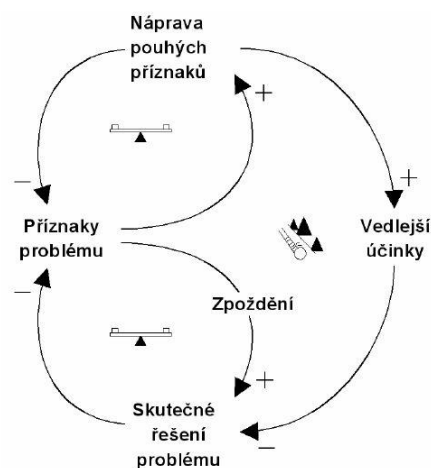 Náprava
pouhých
příznaků
+
+
−
Příznaky
problému
Vedlejší
účinky
−
Zpoždění
+
Skutečné
řešení
problému
−